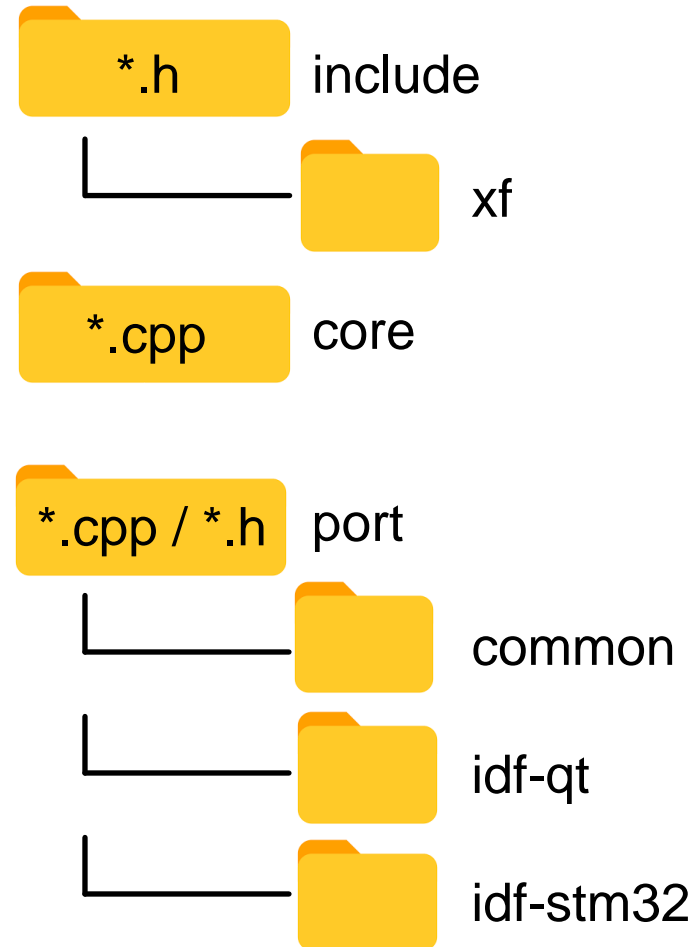 *.h include
xf
*.cpp core
*.cpp / *.h port
common
idf-qt
idf-stm32